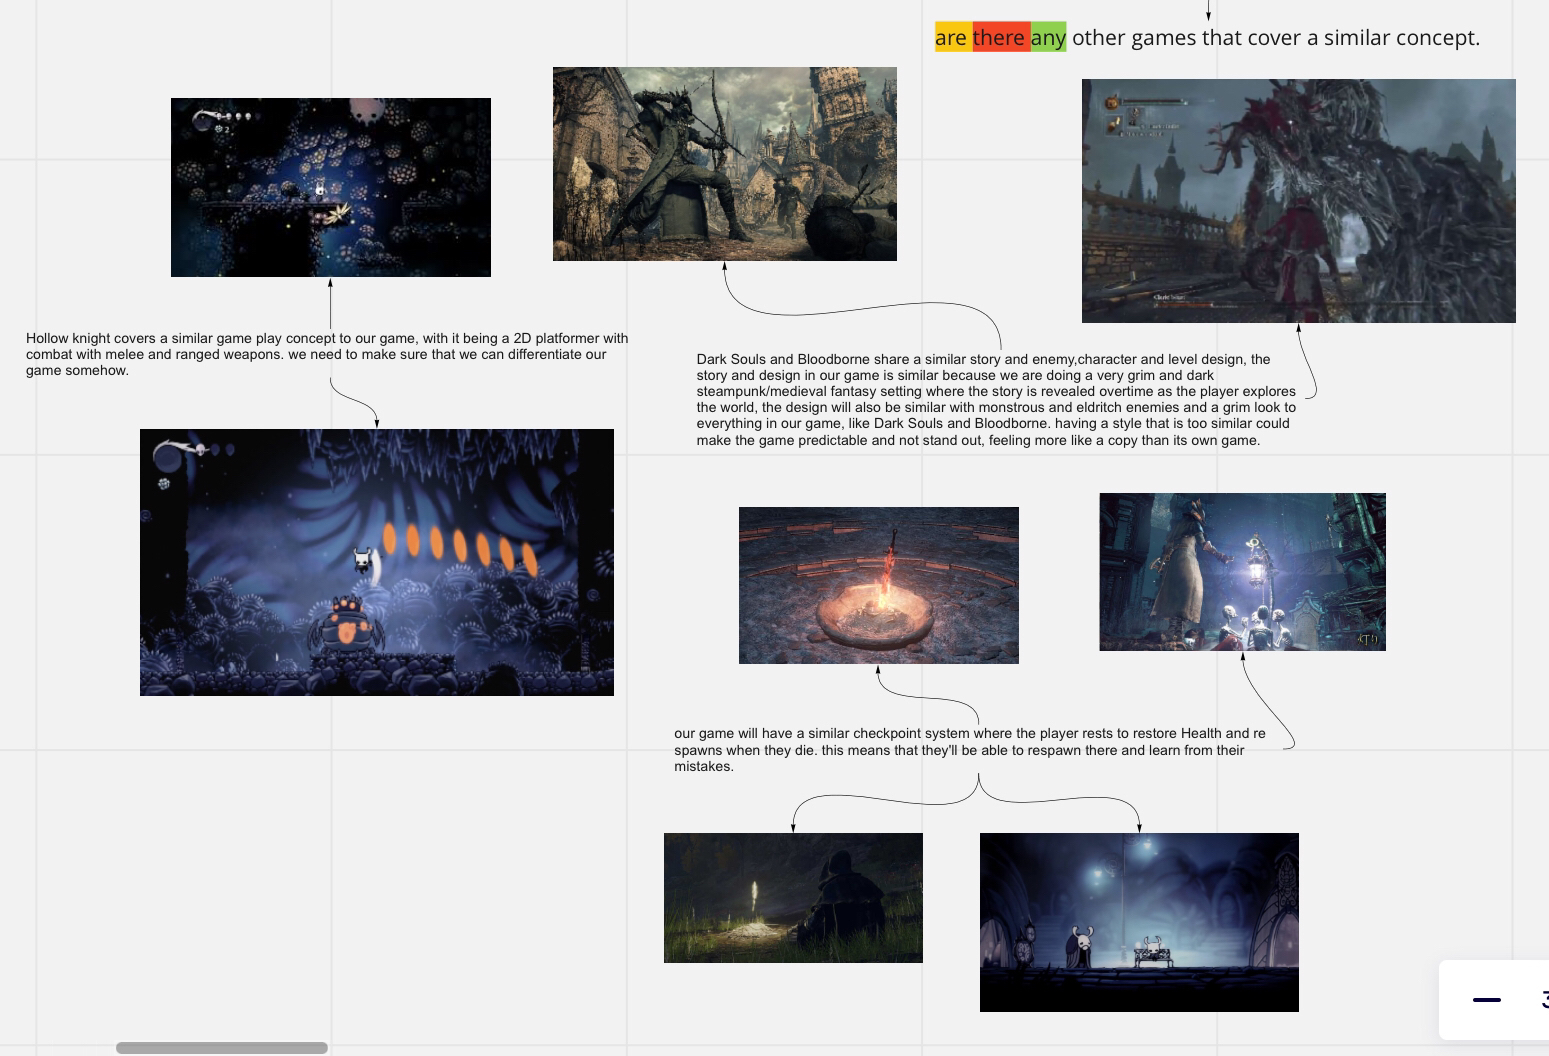 are there any other games that cover a similar concept.
2
Hollow knight covers a similar game play concept to our game, with it being a 2D platformer with
combat with melee and ranged weapons. we need to make sure that we can differentiate our
game somehow.
Dark Souls and Bloodborne share a similar story and enemy,character and level design, the
story and design in our game is similar because we are doing a very grim and dark
steampunk/medieval fantasy setting where the story is revealed overtime as the player explores
the world, the design will also be similar with monstrous and eldritch enemies and a grim look to
everything in our game, like Dark Souls and Bloodborne. having a style that is too similar could
make the game predictable and not stand out, feeling more like a copy than its own game.
our game will have a similar checkpoint system where the player rests to restore Health and re
spawns when they die. this means that they'll be able to respawn there and learn from their
mistakes.